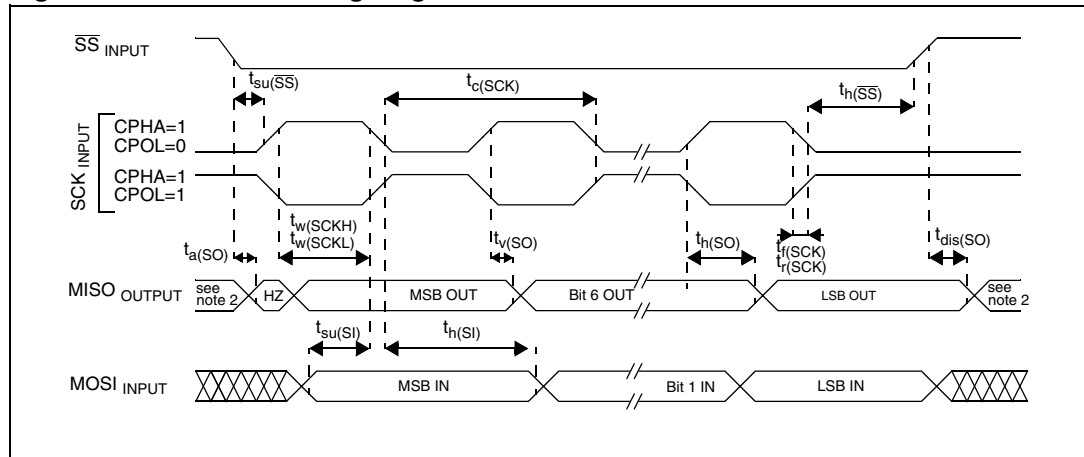 SS INPUT
tsu(SS)
tc(SCK)
th(SS)
SCK INPUT
CPHA=1
CPOL=0
CPHA=1
CPOL=1
ta(SO)
tw(SCKH)
tw(SCKL)
tv(SO)
th(SO)
tf(SCK)
tr(SCK)
tdis(SO)
MISO OUTPUT
see
note 2
HZ
MSB OUT
Bit 6 OUT
LSB OUT
see
note 2
tsu(SI)
th(SI)
MOSI INPUT
MSB IN
Bit 1 IN
LSB IN